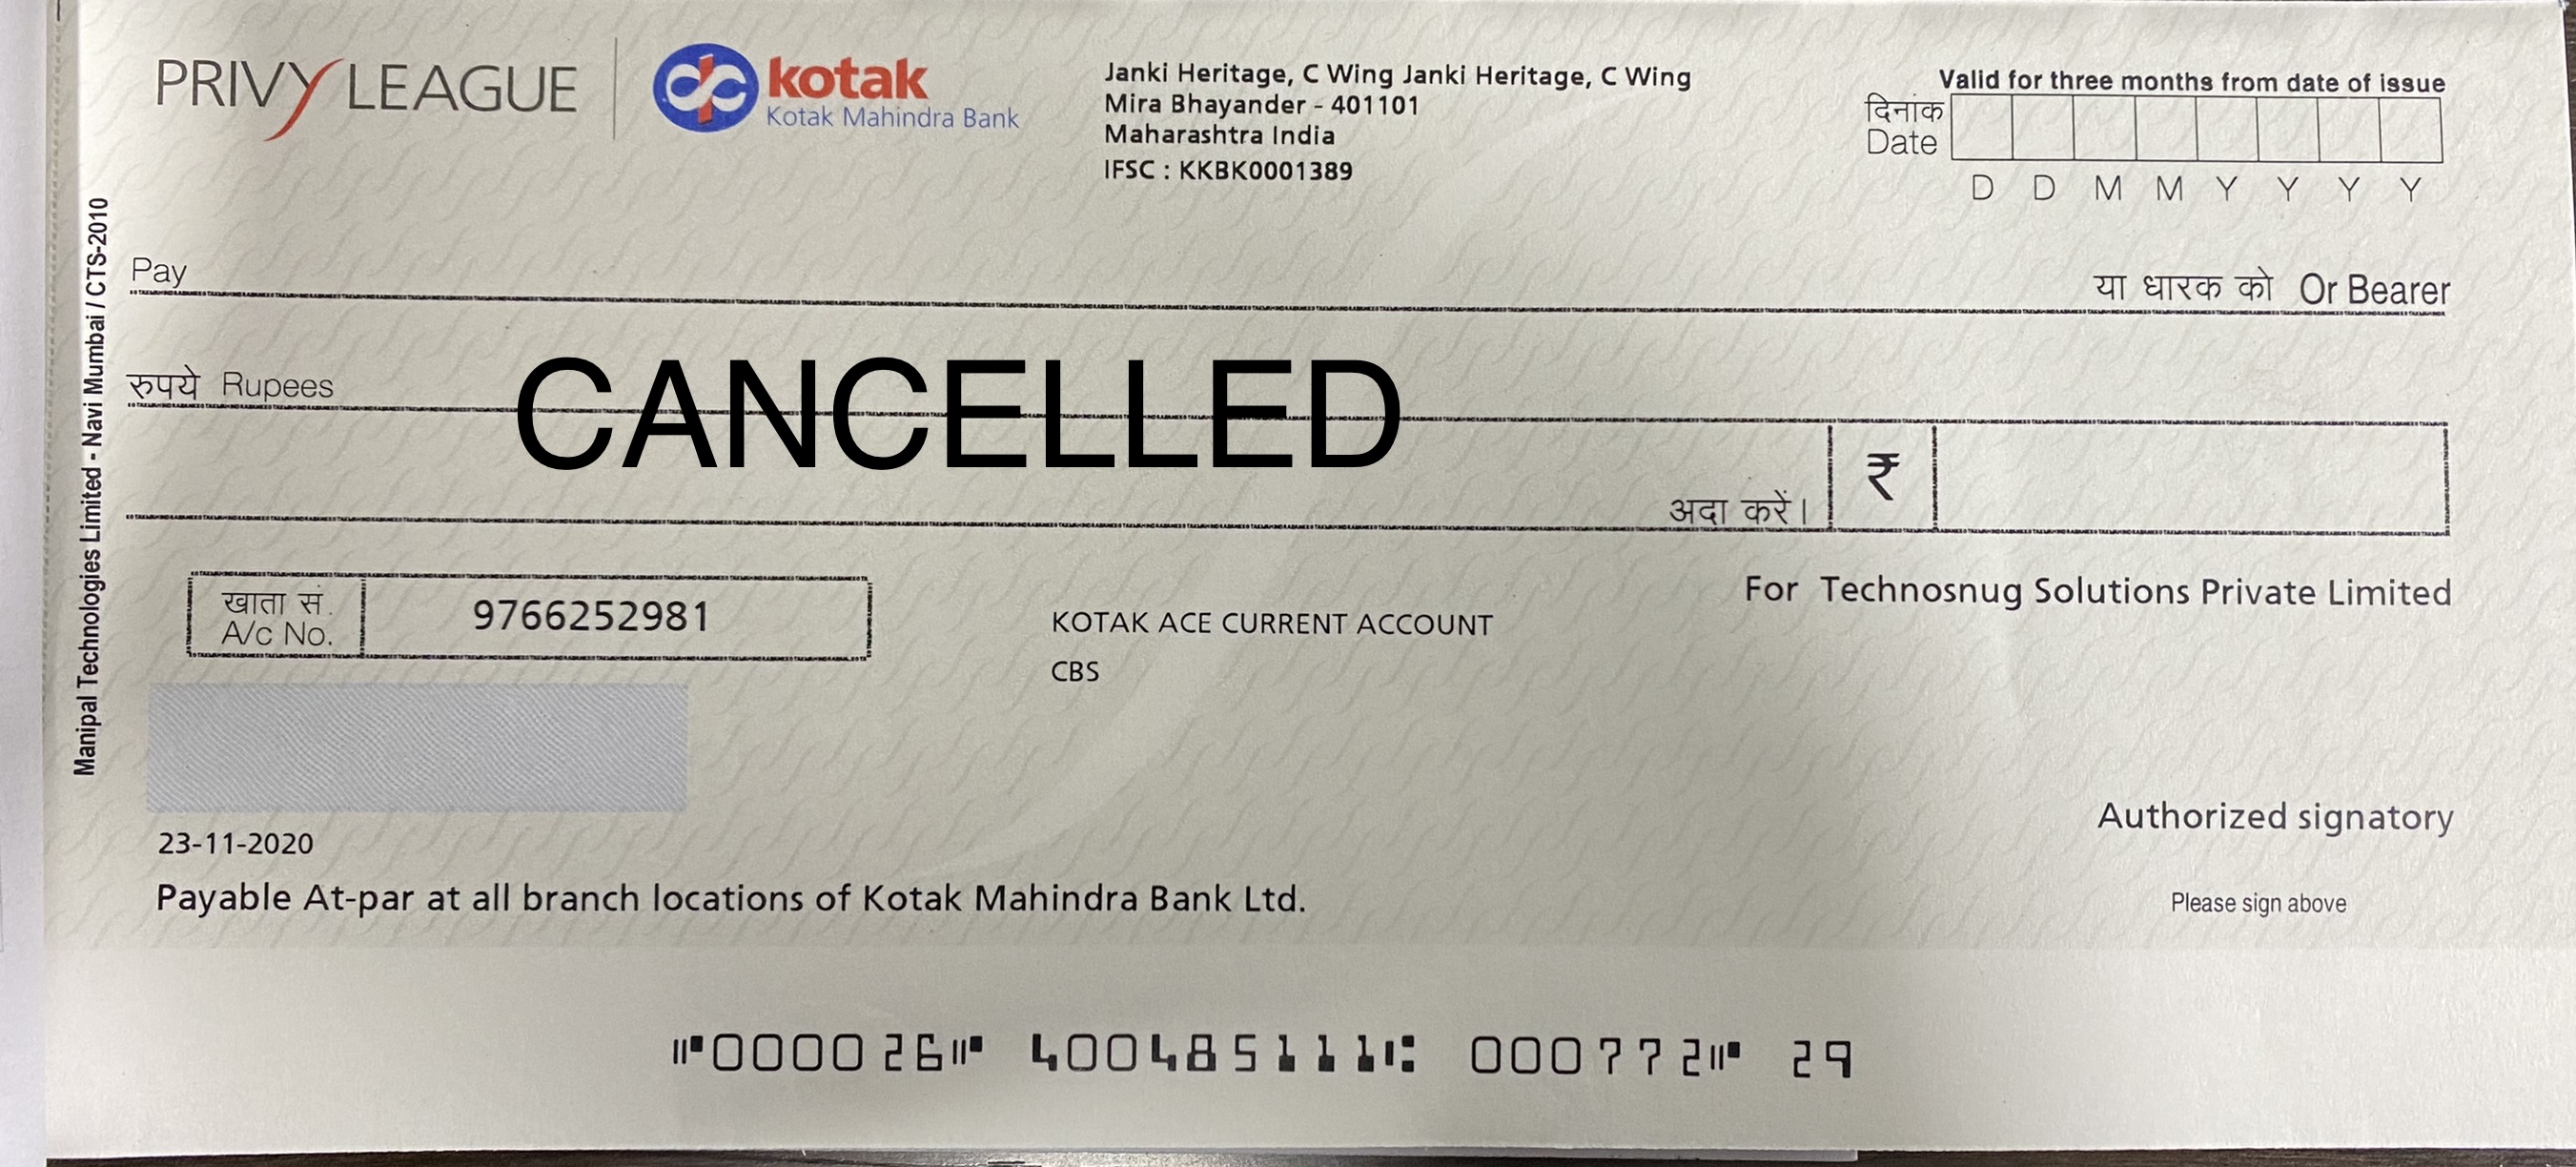 PRIVY LEAGUE
kotak
Kotak Mahindra Bank
Janki Heritage, C Wing Janki Heritage, C Wing
Mira Bhayander - 401101
Maharashtra India
IFSC : KKBK0001389
Valid for three months from date of issue
दिनांक
Date
D D M M Y Y Y Y
Pay
या धारक को Or Bearer
रुपये Rupees
CANCELLED
अदा करें।
₹
खाता सं.
A/c No.
9766252981
KOTAK ACE CURRENT ACCOUNT
CBS
For Technosnug Solutions Private Limited
23-11-2020
Authorized signatory
Payable At-par at all branch locations of Kotak Mahindra Bank Ltd.
Please sign above
⑈000026⑈ 400485111⑆ 000772⑈ 29
Manipal Technologies Limited - Navi Mumbai / CTS-2010